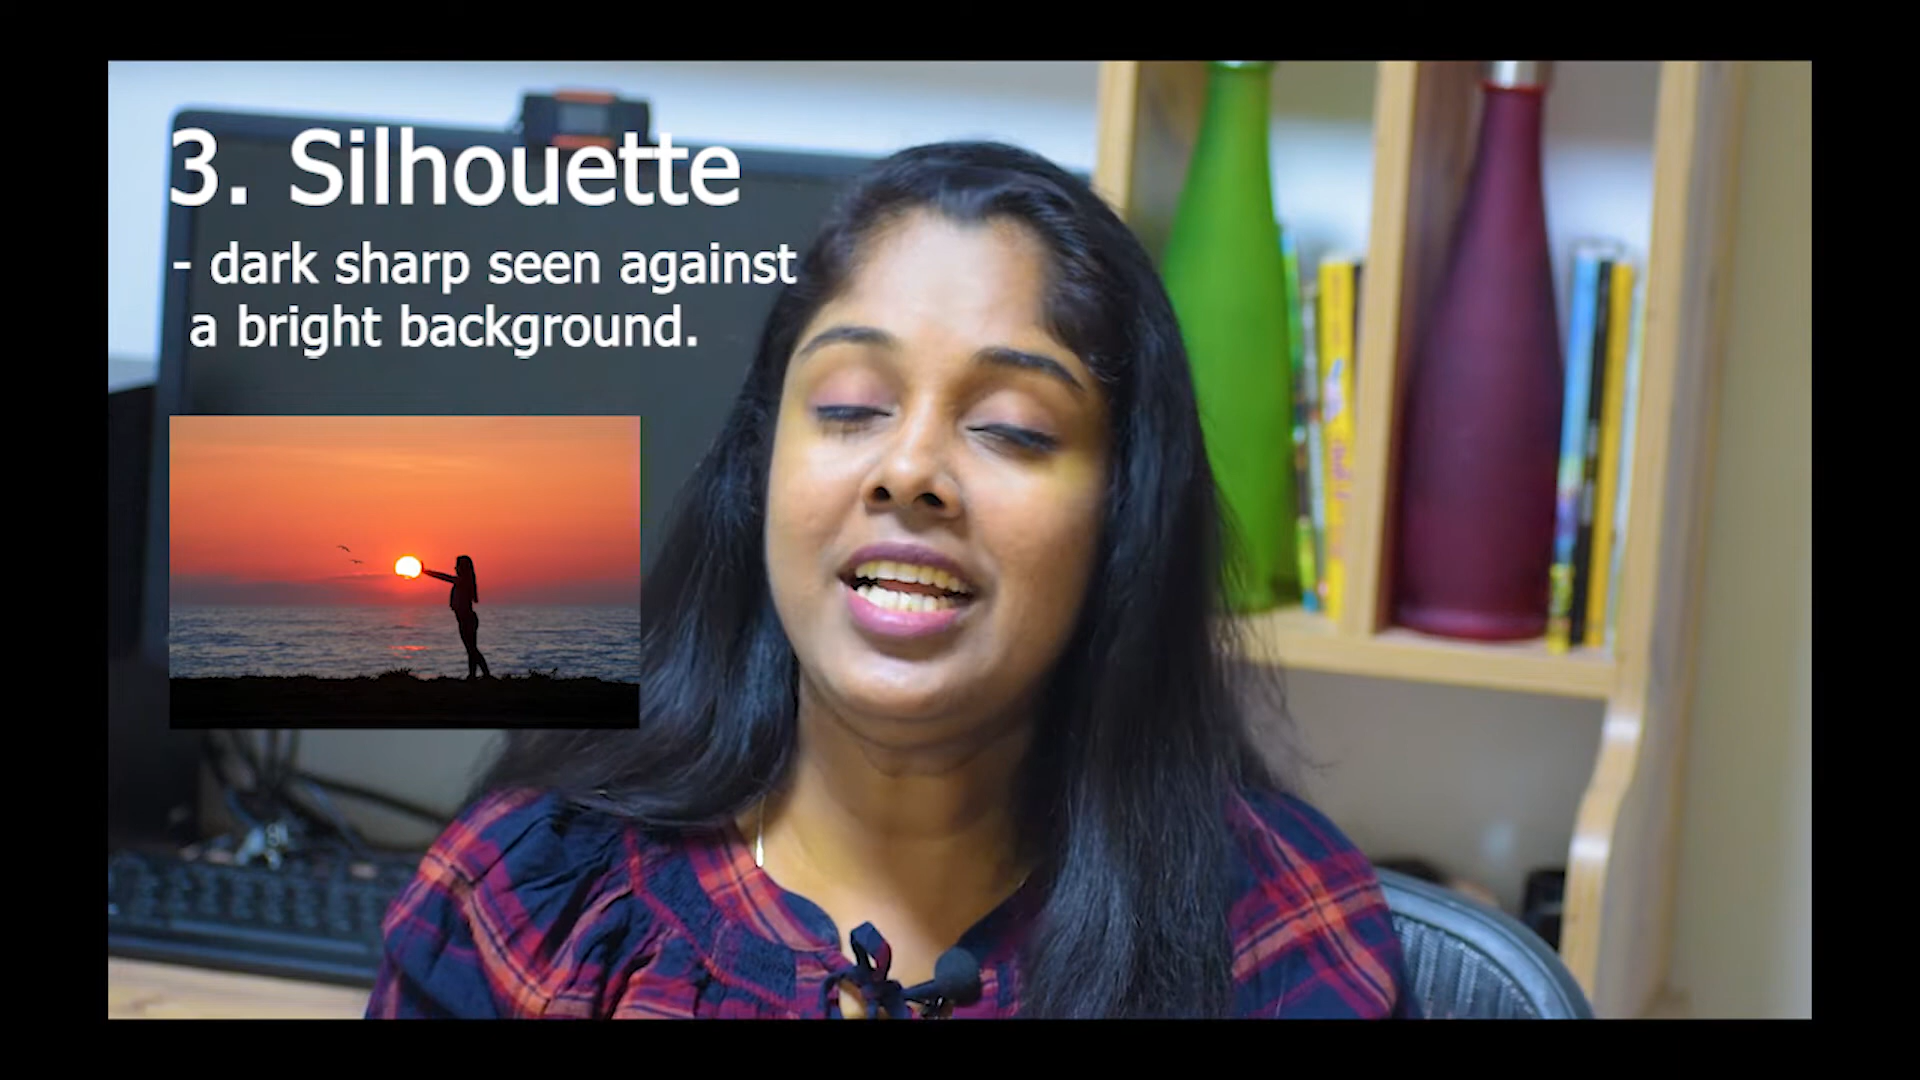 3. Silhouette
- dark sharp seen against
a bright background.